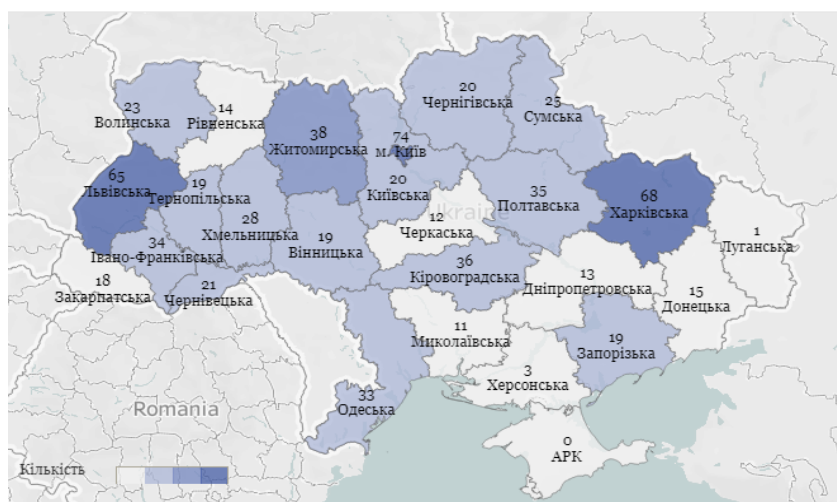 20
Чернігівська
25
Сумська
23
Волинська
14
Рівненська
38
Житомирська
74
м. Київ
65
Львівська
19
Тернопільська
28
Хмельницька
20
Київська
35
Полтавська
68
Харківська
12
Черкаська
Ukraine
1
Луганська
34
Івано-Франківська
19
Вінницька
36
Кіровоградська
13
Дніпропетровська
15
Донецька
18
Закарпатська
21
Чернівецька
11
Миколаївська
19
Запорізька
3
Херсонська
33
Одеська
Romania
0
АРК
Кількість